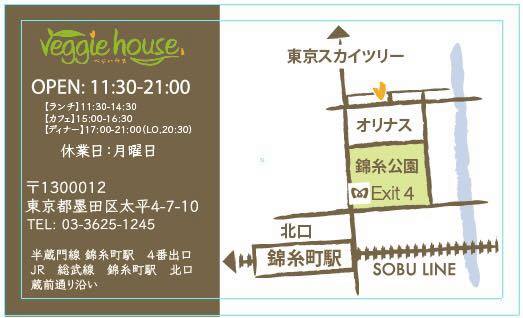 Veggie house.
べじぃハウス
OPEN: 11:30-21:00
【ランチ】11:30-14:30
【カフェ】15:00-16:30
【ディナー】17:00-21:00(LO,20:30)
休業日:月曜日
〒1300012
東京都墨田区太平4-7-10
TEL: 03-3625-1245
半蔵門線 錦糸町駅 4番出口
JR 総武線 錦糸町駅 北口
蔵前通り沿い
東京スカイツリー
オリナス
錦糸公園
Exit 4
北口
錦糸町駅
SOBU LINE